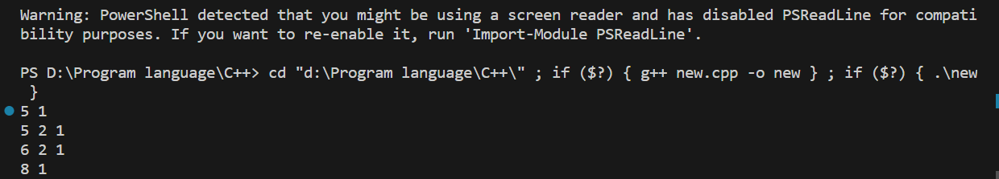 Warning: PowerShell detected that you might be using a screen reader and has disabled PSReadLine for compati
bility purposes. If you want to re-enable it, run 'Import-Module PSReadLine'.
PS D:\Program language\C++> cd "d:\Program language\C++\" ; if ($?) { g++ new.cpp -o new } ; if ($?) { .\new
 }
5 1
5 2 1
6 2 1
8 1